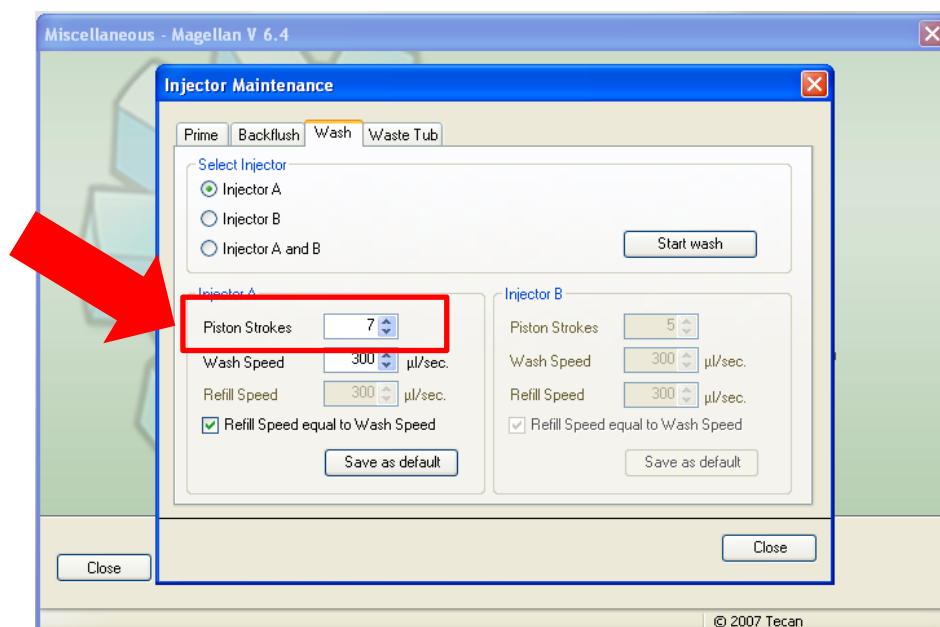 Miscellaneous - Magellan V 6.4
Injector Maintenance
Prime Backflush Wash Waste Tub
Select Injector
Injector A
Injector B
Injector A and B
Start wash
Injector A
Piston Strokes 7
Wash Speed 300 µl/sec.
Refill Speed 300 µl/sec.
Refill Speed equal to Wash Speed
Save as default
Injector B
Piston Strokes 5
Wash Speed 300 µl/sec.
Refill Speed 300 µl/sec.
Refill Speed equal to Wash Speed
Save as default
Close
Close
© 2007 Tecan